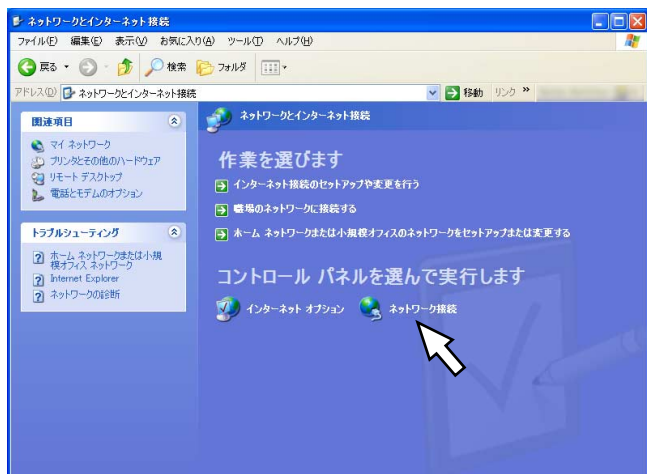 ネットワークとインターネット接続
ファイル(F) 編集(E) 表示(V) お気に入り(A) ツール(T) ヘルプ(H)
戻る 検索 フォルダ
アドレス(D) ネットワークとインターネット接続 移動 リンク »
関連項目
マイ ネットワーク
プリンタとその他のハードウェア
リモート デスクトップ
電話とモデムのオプション
トラブルシューティング
ホーム ネットワークまたは小規
模オフィス ネットワーク
Internet Explorer
ネットワークの診断
ネットワークとインターネット接続
作業を選びます
インターネット接続のセットアップや変更を行う
職場のネットワークに接続する
ホーム ネットワークまたは小規模オフィスのネットワークをセットアップまたは変更する
コントロール パネルを選んで実行します
インターネット オプション ネットワーク接続